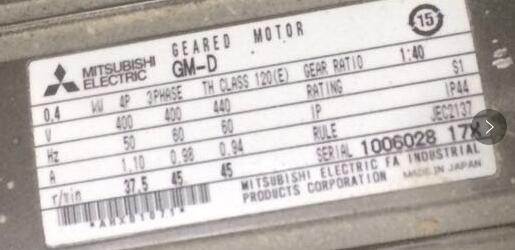 MITSUBISHI ELECTRIC GEARED MOTOR 15
GM-D
0.4 kW 4P 3PHASE TH CLASS 120(E) GEAR RATIO 1:40
V 400 400 440 RATING S1
Hz 50 60 60 IP IP44
A 1.10 0.98 0.94 RULE JEC2137
r/min 37.5 45 45 SERIAL 1006028 17X
MITSUBISHI ELECTRIC FA INDUSTRIAL
PRODUCTS CORPORATION MADE IN JAPAN